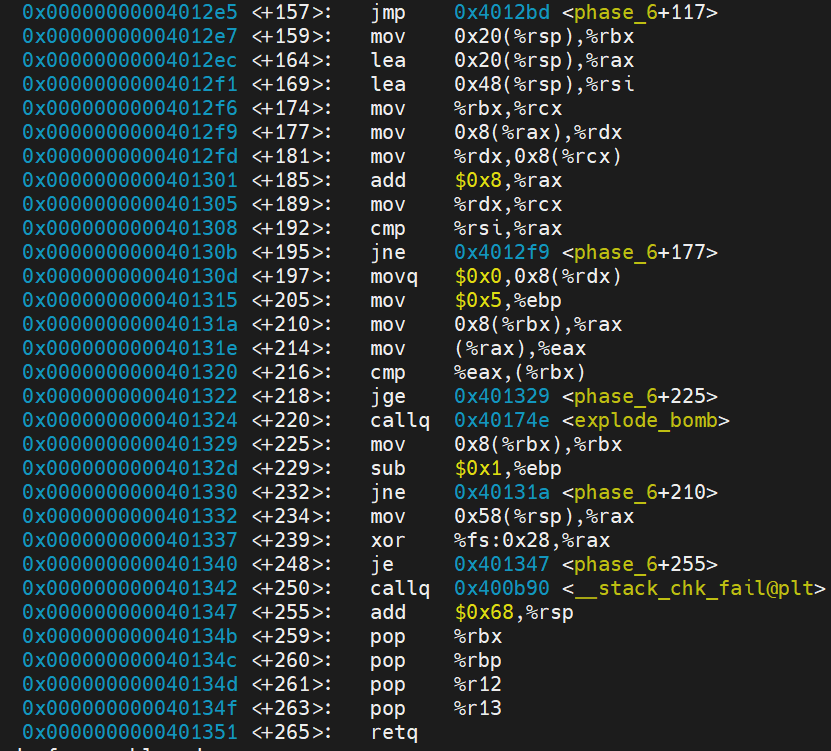 0x00000000004012e5 <+157>: jmp 0x4012bd <phase_6+117>
0x00000000004012e7 <+159>: mov 0x20(%rsp),%rbx
0x00000000004012ec <+164>: lea 0x20(%rsp),%rax
0x00000000004012f1 <+169>: lea 0x48(%rsp),%rsi
0x00000000004012f6 <+174>: mov %rbx,%rcx
0x00000000004012f9 <+177>: mov 0x8(%rax),%rdx
0x00000000004012fd <+181>: mov %rdx,0x8(%rcx)
0x0000000000401301 <+185>: add $0x8,%rax
0x0000000000401305 <+189>: mov %rdx,%rcx
0x0000000000401308 <+192>: cmp %rsi,%rax
0x000000000040130b <+195>: jne 0x4012f9 <phase_6+177>
0x000000000040130d <+197>: movq $0x0,0x8(%rdx)
0x0000000000401315 <+205>: mov $0x5,%ebp
0x000000000040131a <+210>: mov 0x8(%rbx),%rax
0x000000000040131e <+214>: mov (%rax),%eax
0x0000000000401320 <+216>: cmp %eax,(%rbx)
0x0000000000401322 <+218>: jge 0x401329 <phase_6+225>
0x0000000000401324 <+220>: callq 0x40174e <explode_bomb>
0x0000000000401329 <+225>: mov 0x8(%rbx),%rbx
0x000000000040132d <+229>: sub $0x1,%ebp
0x0000000000401330 <+232>: jne 0x40131a <phase_6+210>
0x0000000000401332 <+234>: mov 0x58(%rsp),%rax
0x0000000000401337 <+239>: xor %fs:0x28,%rax
0x0000000000401340 <+248>: je 0x401347 <phase_6+255>
0x0000000000401342 <+250>: callq 0x400b90 <__stack_chk_fail@plt>
0x0000000000401347 <+255>: add $0x68,%rsp
0x000000000040134b <+259>: pop %rbx
0x000000000040134c <+260>: pop %rbp
0x000000000040134d <+261>: pop %r12
0x000000000040134f <+263>: pop %r13
0x0000000000401351 <+265>: retq